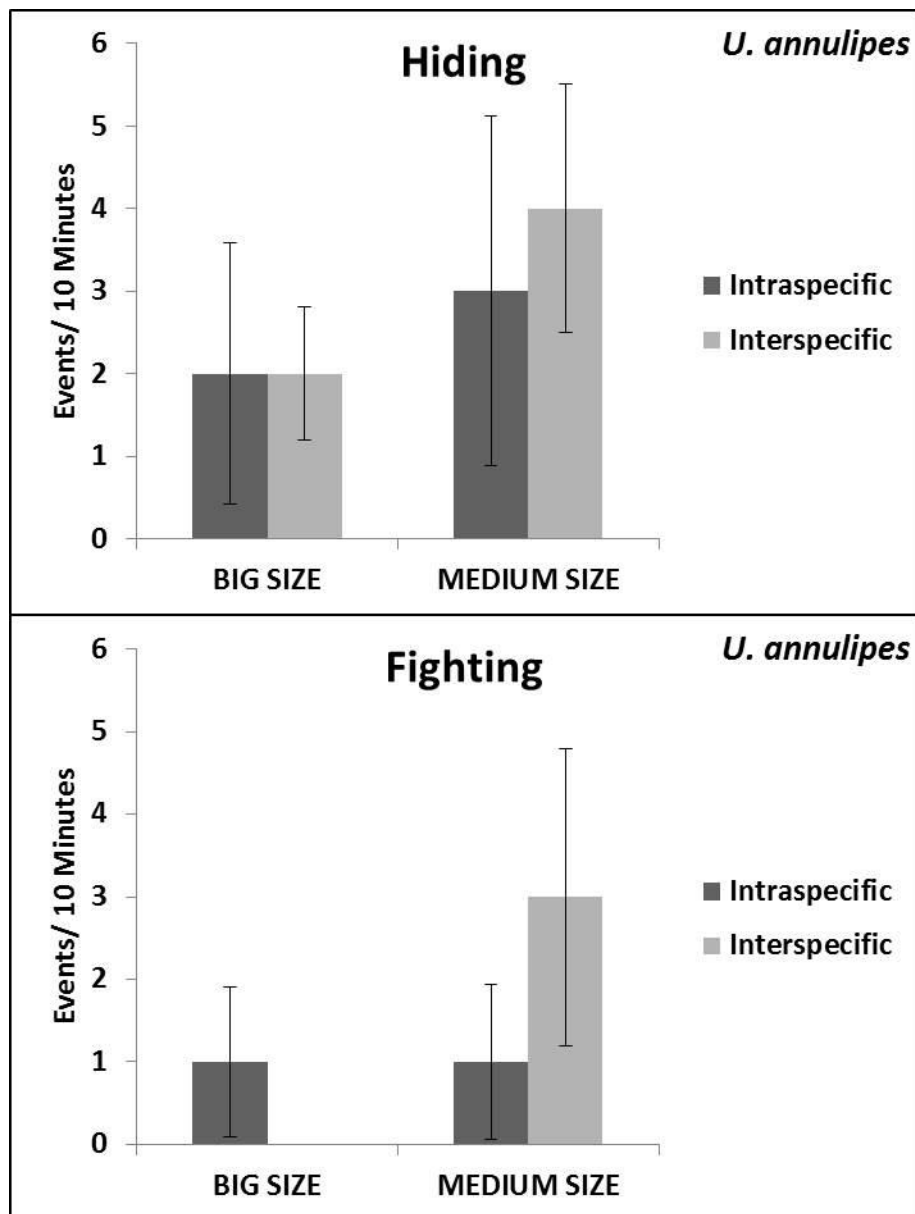 Hiding
U. annulipes
Events/ 10 Minutes
6
5
4
3
2
1
0
BIG SIZE
MEDIUM SIZE
Intraspecific
Interspecific
Fighting
U. annulipes
Events/ 10 Minutes
6
5
4
3
2
1
0
BIG SIZE
MEDIUM SIZE
Intraspecific
Interspecific